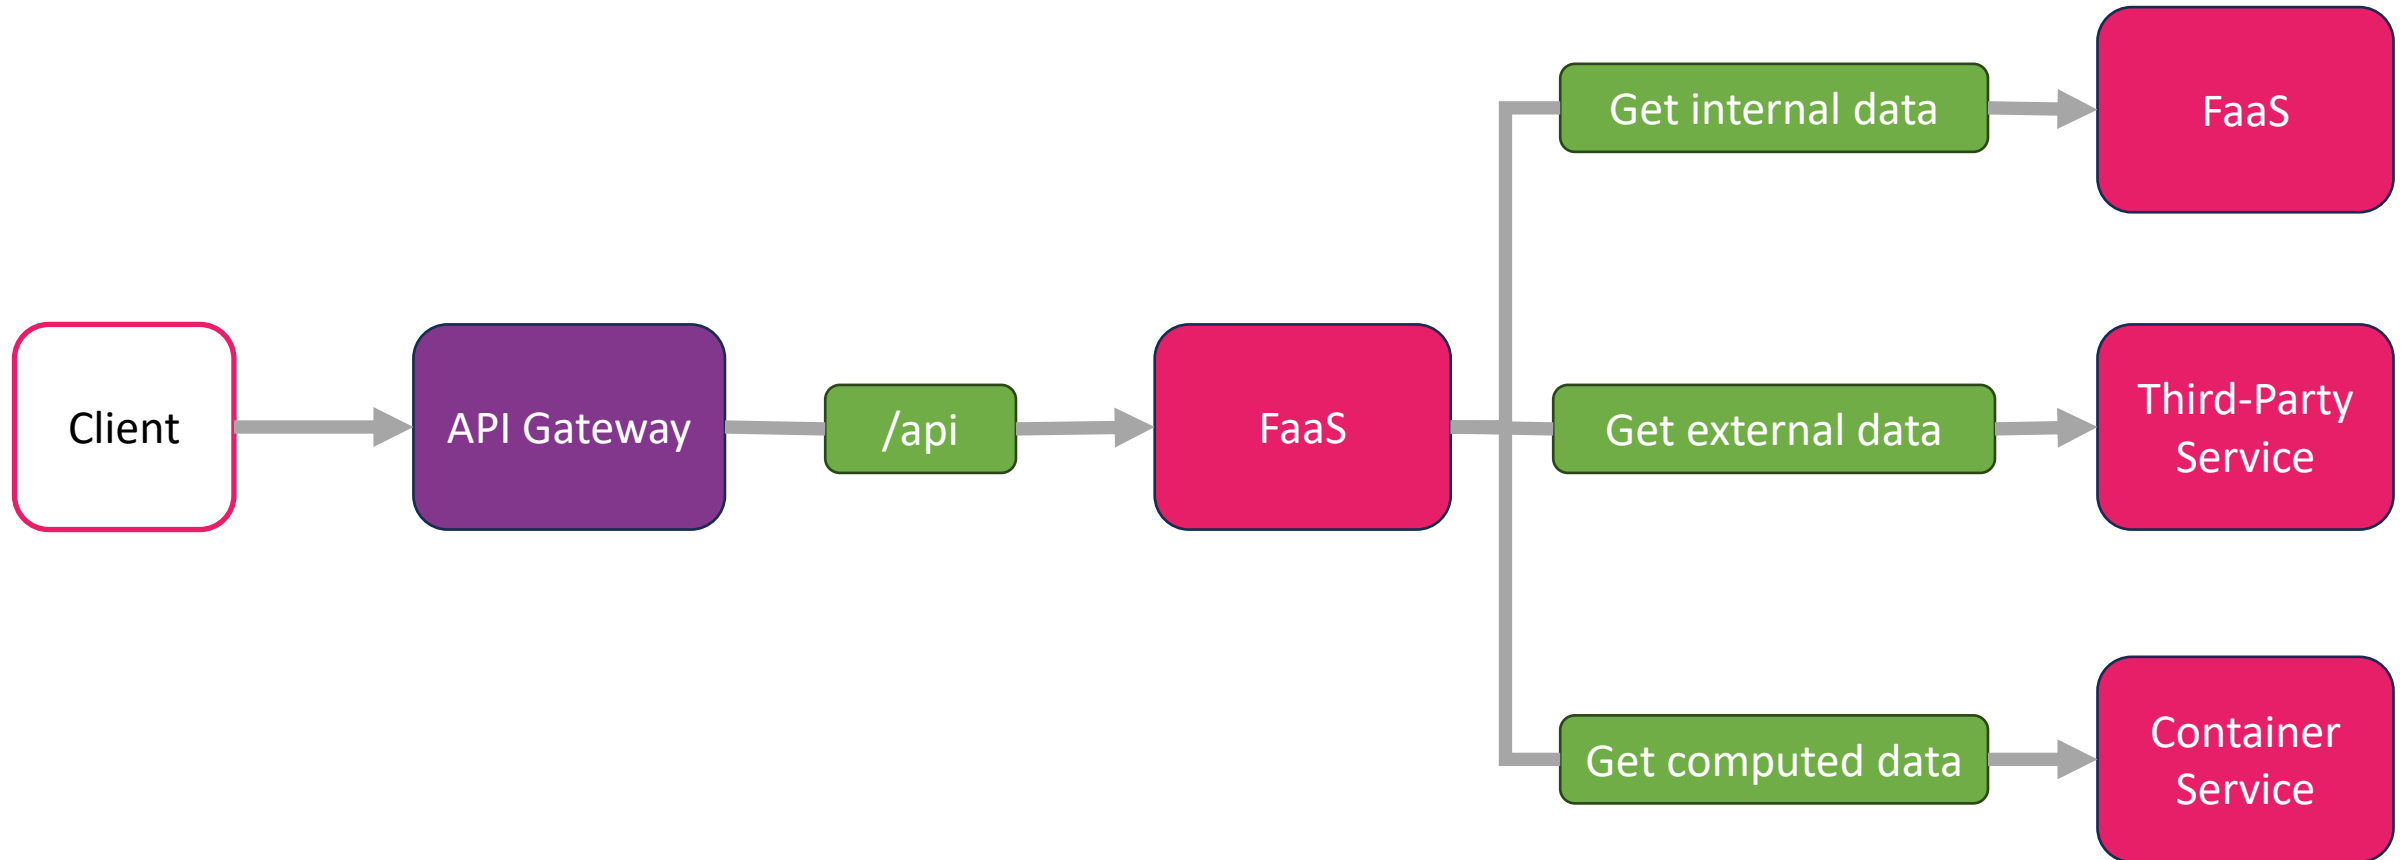 Client
API Gateway
/api
FaaS
Get internal data
FaaS
Get external data
Third-Party
Service
Get computed data
Container
Service